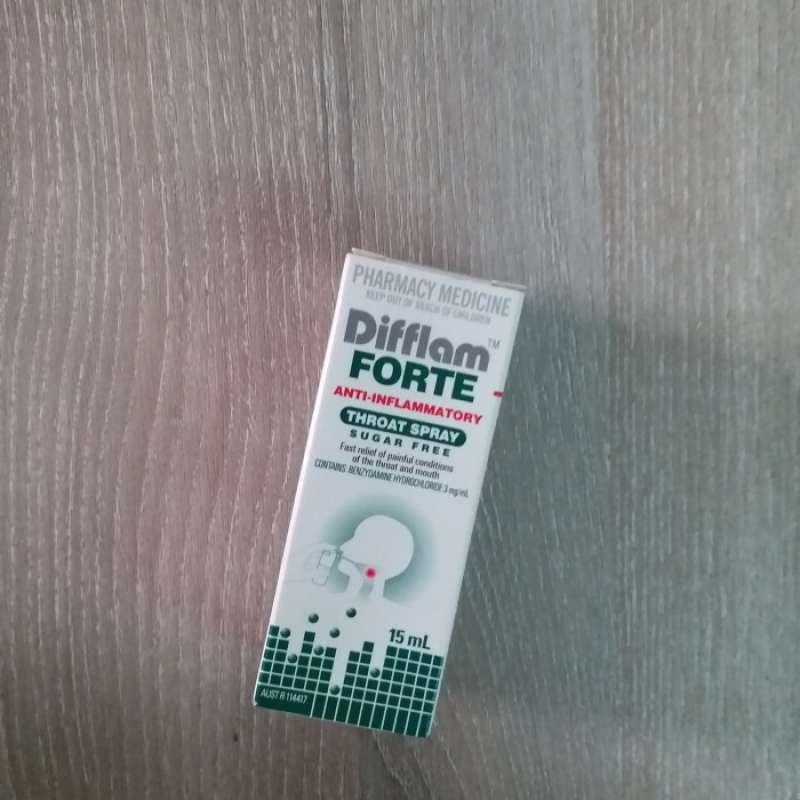 PHARMACY MEDICINE
KEEP OUT OF REACH OF CHILDREN
Difflam™
FORTE
ANTI-INFLAMMATORY
THROAT SPRAY
SUGAR FREE
Fast relief of painful conditions
of the throat and mouth
CONTAINS: BENZYDAMINE HYDROCHLORIDE 3 mg/mL
15 mL
AUST R 114417